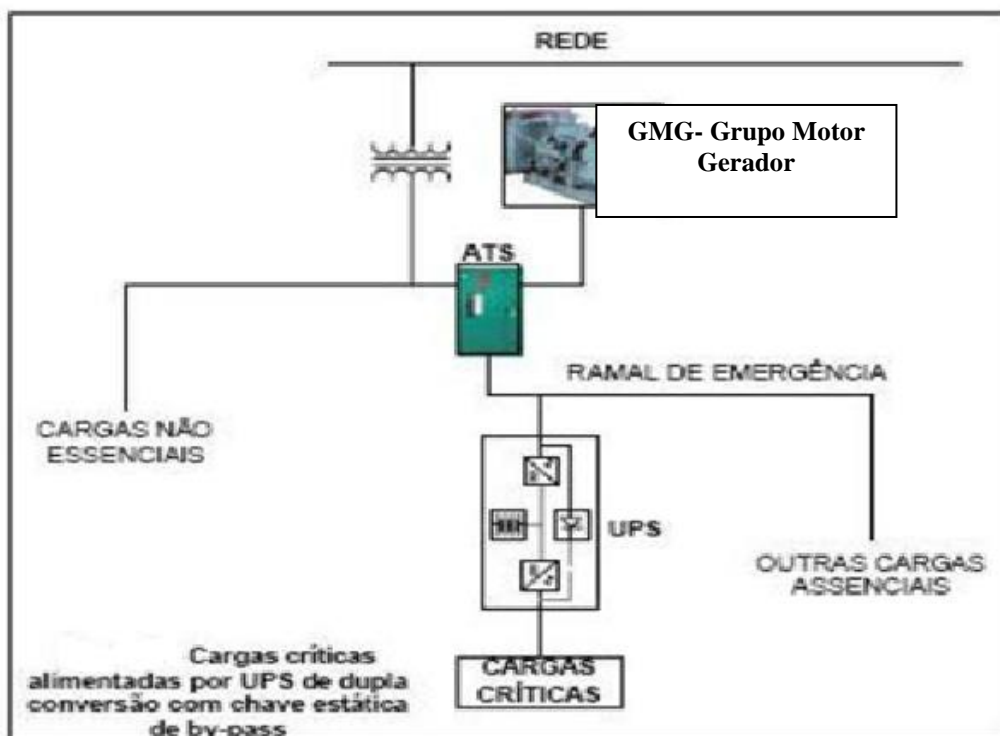 REDE
GMG- Grupo Motor
Gerador
ATS
RAMAL DE EMERGÊNCIA
CARGAS NÃO
ESSENCIAIS
UPS
OUTRAS CARGAS
ASSENCIAIS
CARGAS
CRÍTICAS
Cargas críticas
alimentadas por UPS de dupla
conversão com chave estática
de by-pass